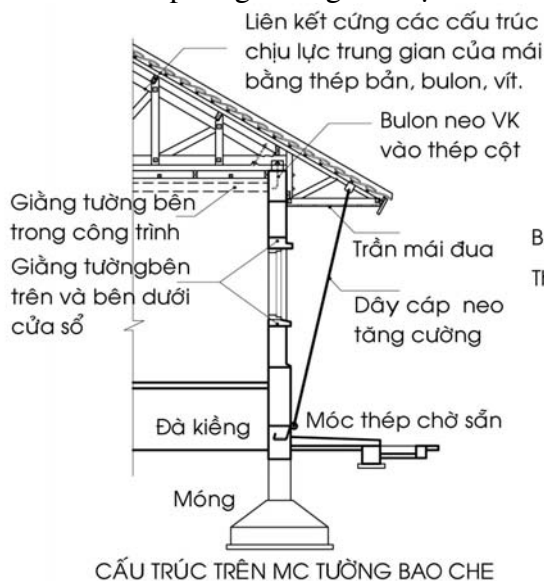 Liên kết cứng các cấu trúc
chịu lực trung gian của mái
bằng thép bản, bulon, vít.
Bulon neo VK
vào thép cột
Giằng tường bên
trong công trình
Trần mái đua
B
Giằng tườngbên
trên và bên dưới
cửa sổ
Dây cáp neo
tăng cường
Đà kiềng
Móc thép chờ sẵn
Móng
CẤU TRÚC TRÊN MC TƯỜNG BAO CHE